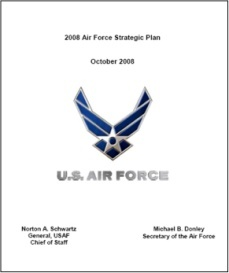 2008 Air Force Strategic Plan
October 2008
U.S. AIR FORCE
Norton A. Schwartz
General, USAF
Chief of Staff
Michael B. Donley
Secretary of the Air Force